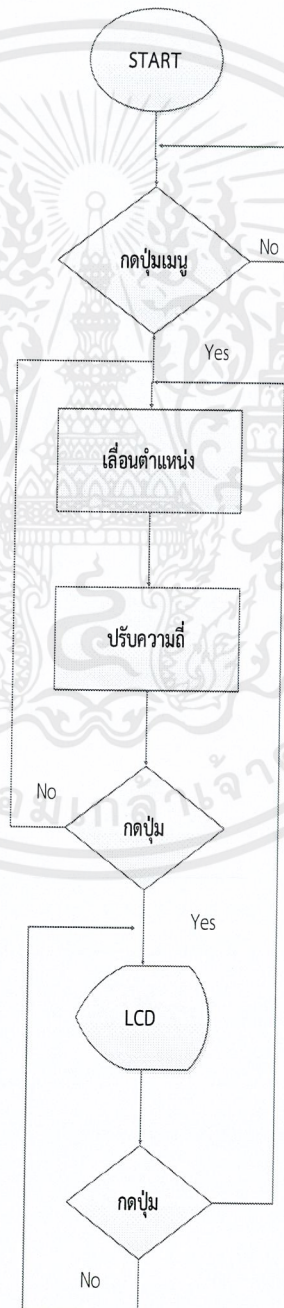 START
กดปุ่มเมนู
No
Yes
เลื่อนตำแหน่ง
ปรับความถี่
No
กดปุ่ม
Yes
LCD
กดปุ่ม
No